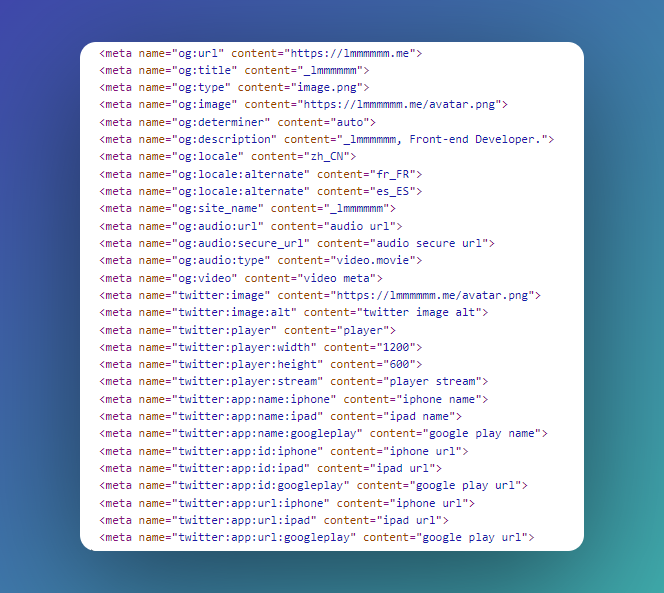 <meta name="og:url" content="https://lmmmmmm.me">
<meta name="og:title" content="_lmmmmmm">
<meta name="og:type" content="image.png">
<meta name="og:image" content="https://lmmmmmm.me/avatar.png">
<meta name="og:determiner" content="auto">
<meta name="og:description" content="_lmmmmmm, Front-end Developer.">
<meta name="og:locale" content="zh_CN">
<meta name="og:locale:alternate" content="fr_FR">
<meta name="og:locale:alternate" content="es_ES">
<meta name="og:site_name" content="_lmmmmmm">
<meta name="og:audio:url" content="audio url">
<meta name="og:audio:secure_url" content="audio secure url">
<meta name="og:audio:type" content="video.movie">
<meta name="og:video" content="video meta">
<meta name="twitter:image" content="https://lmmmmmm.me/avatar.png">
<meta name="twitter:image:alt" content="twitter image alt">
<meta name="twitter:player" content="player">
<meta name="twitter:player:width" content="1200">
<meta name="twitter:player:height" content="600">
<meta name="twitter:player:stream" content="player stream">
<meta name="twitter:app:name:iphone" content="iphone name">
<meta name="twitter:app:name:ipad" content="ipad name">
<meta name="twitter:app:name:googleplay" content="google play name">
<meta name="twitter:app:id:iphone" content="iphone url">
<meta name="twitter:app:id:ipad" content="ipad url">
<meta name="twitter:app:id:googleplay" content="google play url">
<meta name="twitter:app:url:iphone" content="iphone url">
<meta name="twitter:app:url:ipad" content="ipad url">
<meta name="twitter:app:url:googleplay" content="google play url">